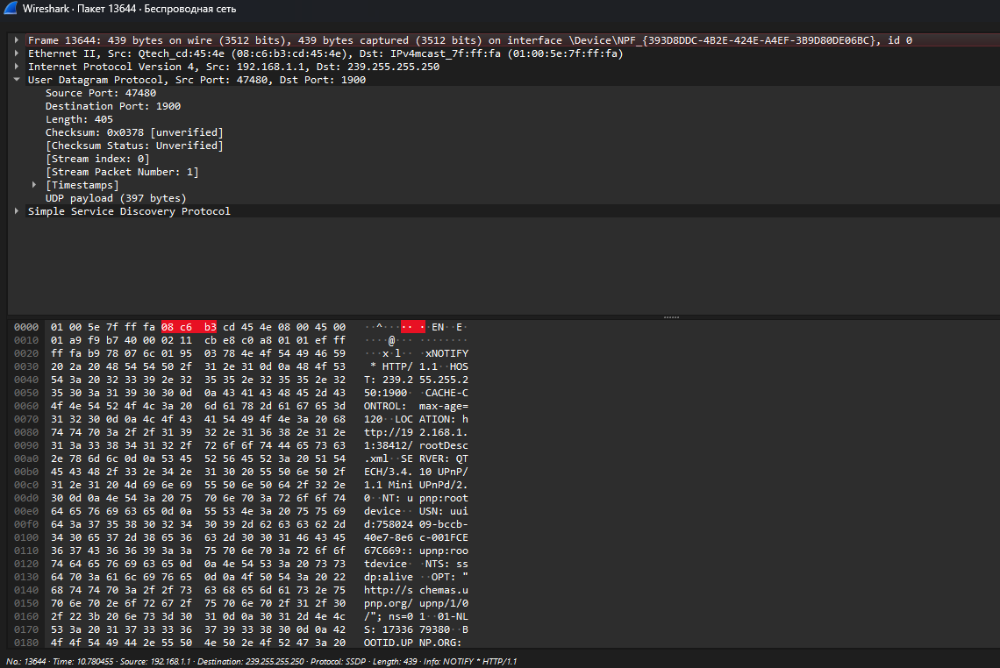 Wireshark · Пакет 13644 · Беспроводная сеть
Frame 13644: 439 bytes on wire (3512 bits), 439 bytes captured (3512 bits) on interface \Device\NPF_{393D8DDC-4B2E-424E-A4EF-3B9D80DE06BC}, id 0
Ethernet II, Src: Qtech_cd:45:4e (08:c6:b3:cd:45:4e), Dst: IPv4mcast_7f:ff:fa (01:00:5e:7f:ff:fa)
Internet Protocol Version 4, Src: 192.168.1.1, Dst: 239.255.255.250
User Datagram Protocol, Src Port: 47480, Dst Port: 1900
Source Port: 47480
Destination Port: 1900
Length: 405
Checksum: 0x0378 [unverified]
[Checksum Status: Unverified]
[Stream index: 0]
[Stream Packet Number: 1]
[Timestamps]
UDP payload (397 bytes)
Simple Service Discovery Protocol
0000 01 00 5e 7f ff fa 08 c6 b3 cd 45 4e 08 00 45 00 ··^··· ·· ·EN··E·
0010 01 a9 f9 b7 40 00 02 11 cb e8 c0 a8 01 01 ef ff ····@··· ········
0020 ff fa b9 78 07 6c 01 95 03 78 4e 4f 54 49 46 59 ···x·l·· ·xNOTIFY
0030 20 2a 20 48 54 54 50 2f 31 2e 31 0d 0a 48 4f 53 * HTTP/ 1.1··HOS
0040 54 3a 20 32 33 39 2e 32 35 35 2e 32 35 35 2e 32 T: 239.2 55.255.2
0050 35 30 3a 31 39 30 30 0d 0a 43 41 43 48 45 2d 43 50:1900· ·CACHE-C
0060 4f 4e 54 52 4f 4c 3a 20 6d 61 78 2d 61 67 65 3d ONTROL: max-age=
0070 31 32 30 0d 0a 4c 4f 43 41 54 49 4f 4e 3a 20 68 120··LOC ATION: h
0080 74 74 70 3a 2f 2f 31 39 32 2e 31 36 38 2e 31 2e ttp://19 2.168.1.
0090 31 3a 33 38 34 31 32 2f 72 6f 6f 74 44 65 73 63 1:38412/ rootDesc
00a0 2e 78 6d 6c 0d 0a 53 45 52 56 45 52 3a 20 51 54 .xml··SE RVER: QT
00b0 45 43 48 2f 33 2e 34 2e 31 30 20 55 50 6e 50 2f ECH/3.4. 10 UPnP/
00c0 31 2e 31 20 4d 69 6e 69 55 50 6e 50 64 2f 32 2e 1.1 Mini UPnPd/2.
00d0 30 0d 0a 4e 54 3a 20 75 70 6e 70 3a 72 6f 6f 74 0··NT: u pnp:root
00e0 64 65 76 69 63 65 0d 0a 55 53 4e 3a 20 75 75 69 device·· USN: uui
00f0 64 3a 37 35 38 30 32 34 30 39 2d 62 63 63 62 2d d:758024 09-bccb-
0100 34 30 65 37 2d 38 65 36 63 2d 30 30 31 46 43 45 40e7-8e6 c-001FCE
0110 36 37 43 36 36 39 3a 3a 75 70 6e 70 3a 72 6f 6f 67C669:: upnp:roo
0120 74 64 65 76 69 63 65 0d 0a 4e 54 53 3a 20 73 73 tdevice· ·NTS: ss
0130 64 70 3a 61 6c 69 76 65 0d 0a 4f 50 54 3a 20 22 dp:alive ··OPT: "
0140 68 74 74 70 3a 2f 2f 73 63 68 65 6d 61 73 2e 75 http://s chemas.u
0150 70 6e 70 2e 6f 72 67 2f 75 70 6e 70 2f 31 2f 30 pnp.org/ upnp/1/0
0160 2f 22 3b 20 6e 73 3d 30 31 0d 0a 30 31 2d 4e 4c /"; ns=0 1··01-NL
0170 53 3a 20 31 37 33 33 36 37 39 33 38 30 0d 0a 42 S: 17336 79380··B
0180 4f 4f 54 49 44 2e 55 50 4e 50 2e 4f 52 47 3a 20 OOTID.UP NP.ORG:
No.: 13644 · Time: 10.780455 · Source: 192.168.1.1 · Destination: 239.255.255.250 · Protocol: SSDP · Length: 439 · Info: NOTIFY * HTTP/1.1